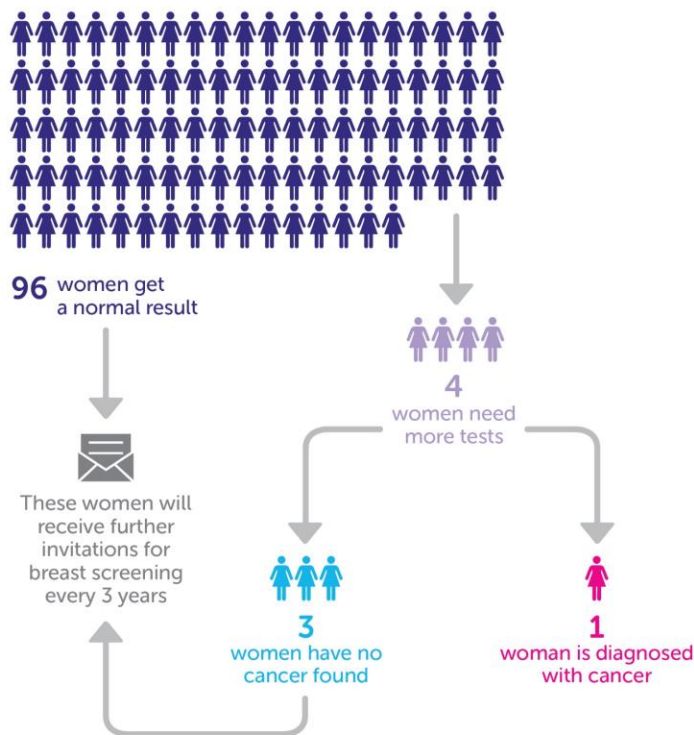 96 women get
a normal result
4
women need
more tests
These women will
receive further
invitations for
breast screening
every 3 years
3
women have no
cancer found
1
woman is diagnosed
with cancer